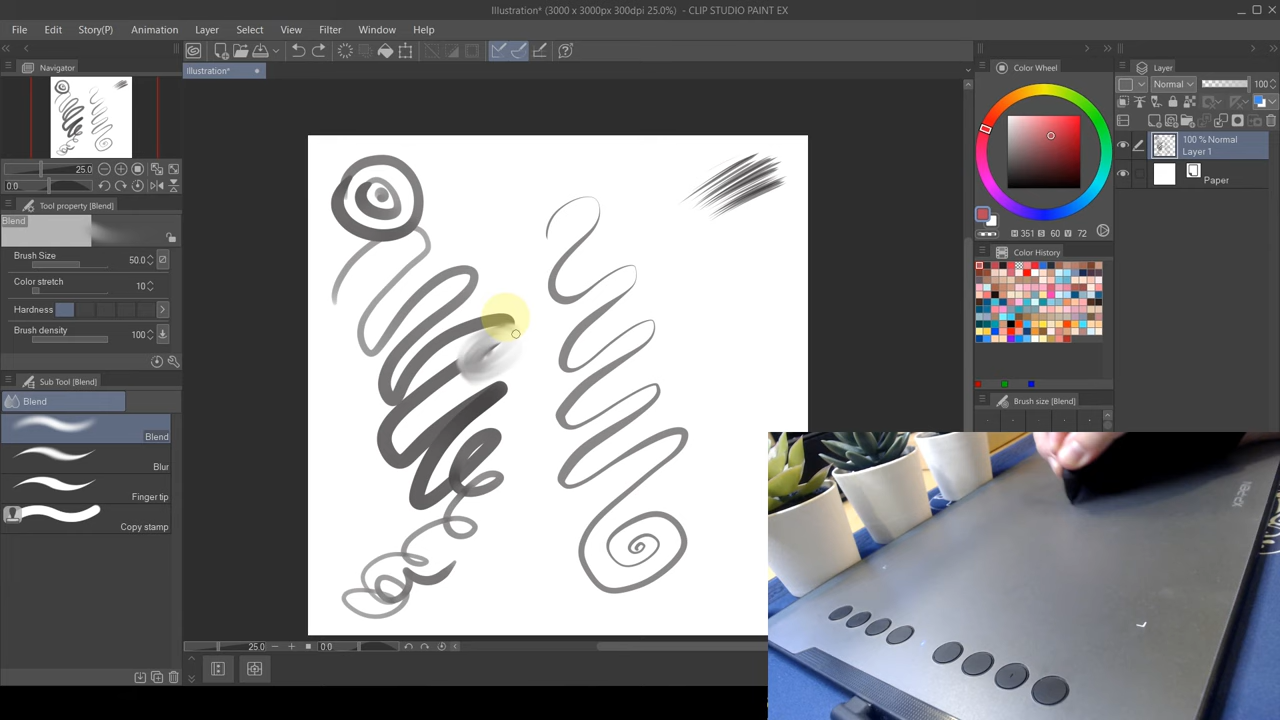 Illustration* (3000 x 3000px 300dpi 25.0%) - CLIP STUDIO PAINT EX
File Edit Story(P) Animation Layer Select View Filter Window Help
Navigator
Illustration*
Color Wheel
Layer
Normal 100
100 % Normal
Layer 1
Paper
25.0
0.0
Tool property [Blend]
Blend
Brush Size 50.0
Color stretch 10
Hardness
Brush density 100
H 351 S 60 V 72
Color History
Sub Tool [Blend]
Blend
Blend
Blur
Finger tip
Copy stamp
Brush size [Blend]
25.0 0.0
XP-PEN